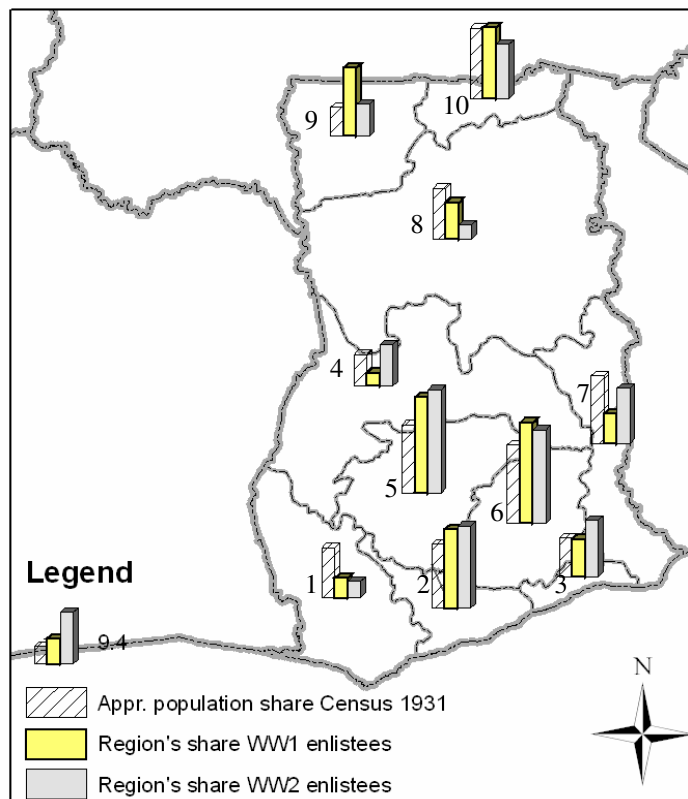 10
9
8
4
7
5
6
1
2
3
Legend
9.4
N
Appr. population share Census 1931
Region's share WW1 enlistees
Region's share WW2 enlistees